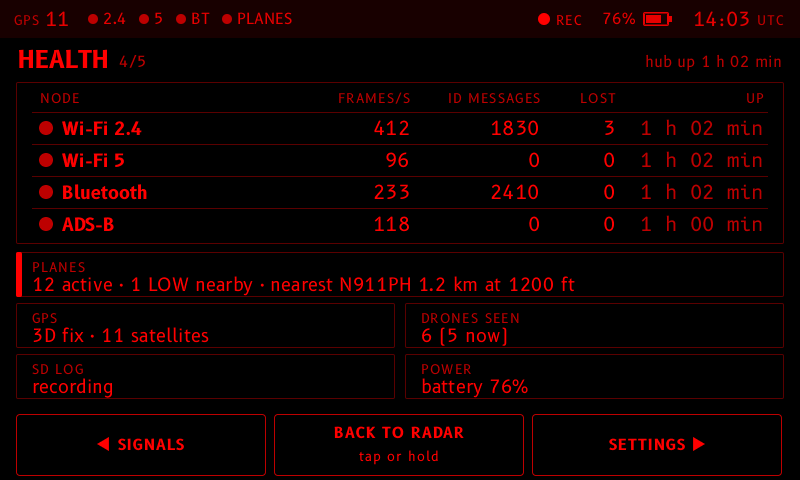 GPS 11 2.4 5 BT PLANES REC 76% 14:03 UTC
HEALTH 4/5 hub up 1 h 02 min
NODE FRAMES/S ID MESSAGES LOST UP
Wi-Fi 2.4 412 1830 3 1 h 02 min
Wi-Fi 5 96 0 0 1 h 02 min
Bluetooth 233 2410 0 1 h 02 min
ADS-B 118 0 0 1 h 00 min
PLANES
12 active · 1 LOW nearby · nearest N911PH 1.2 km at 1200 ft
GPS
3D fix · 11 satellites
DRONES SEEN
6 [5 now]
SD LOG
recording
POWER
battery 76%
◀ SIGNALS
BACK TO RADAR
tap or hold
SETTINGS ▶